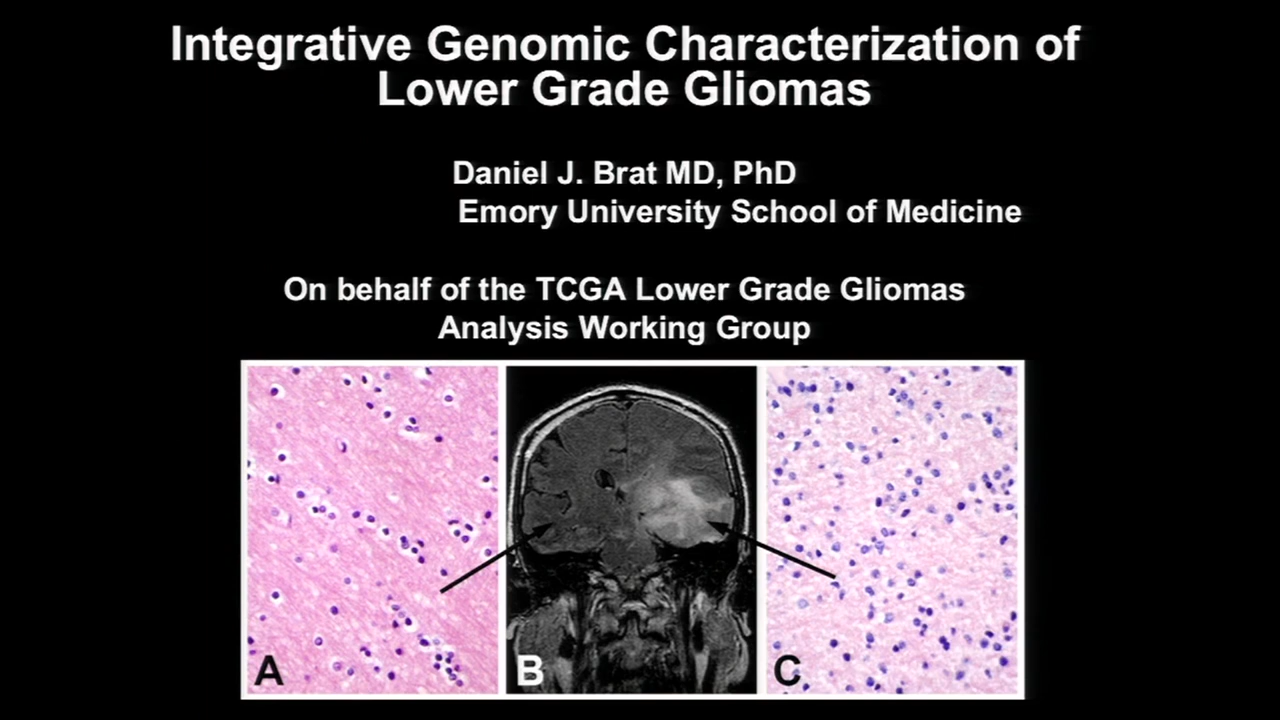 Integrative Genomic Characterization of
Lower Grade Gliomas
Daniel J. Brat MD, PhD
Emory University School of Medicine
On behalf of the TCGA Lower Grade Gliomas
Analysis Working Group
A
B
C